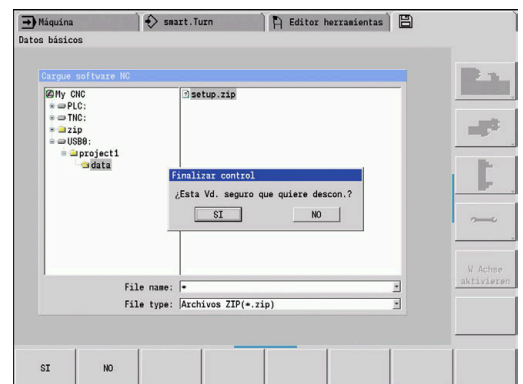 Máquina
smart.Turn
Editor herramientas
Datos básicos
Cargue software NC
My CNC
PLC:
TNC:
zip
USB0:
project1
data
setup.zip
Finalizar control
¿Esta Vd. seguro que quiere descon.?
SI
NO
File name: *
File type: Archivos ZIP(*.zip)
W Achse
aktivieren
SI
NO